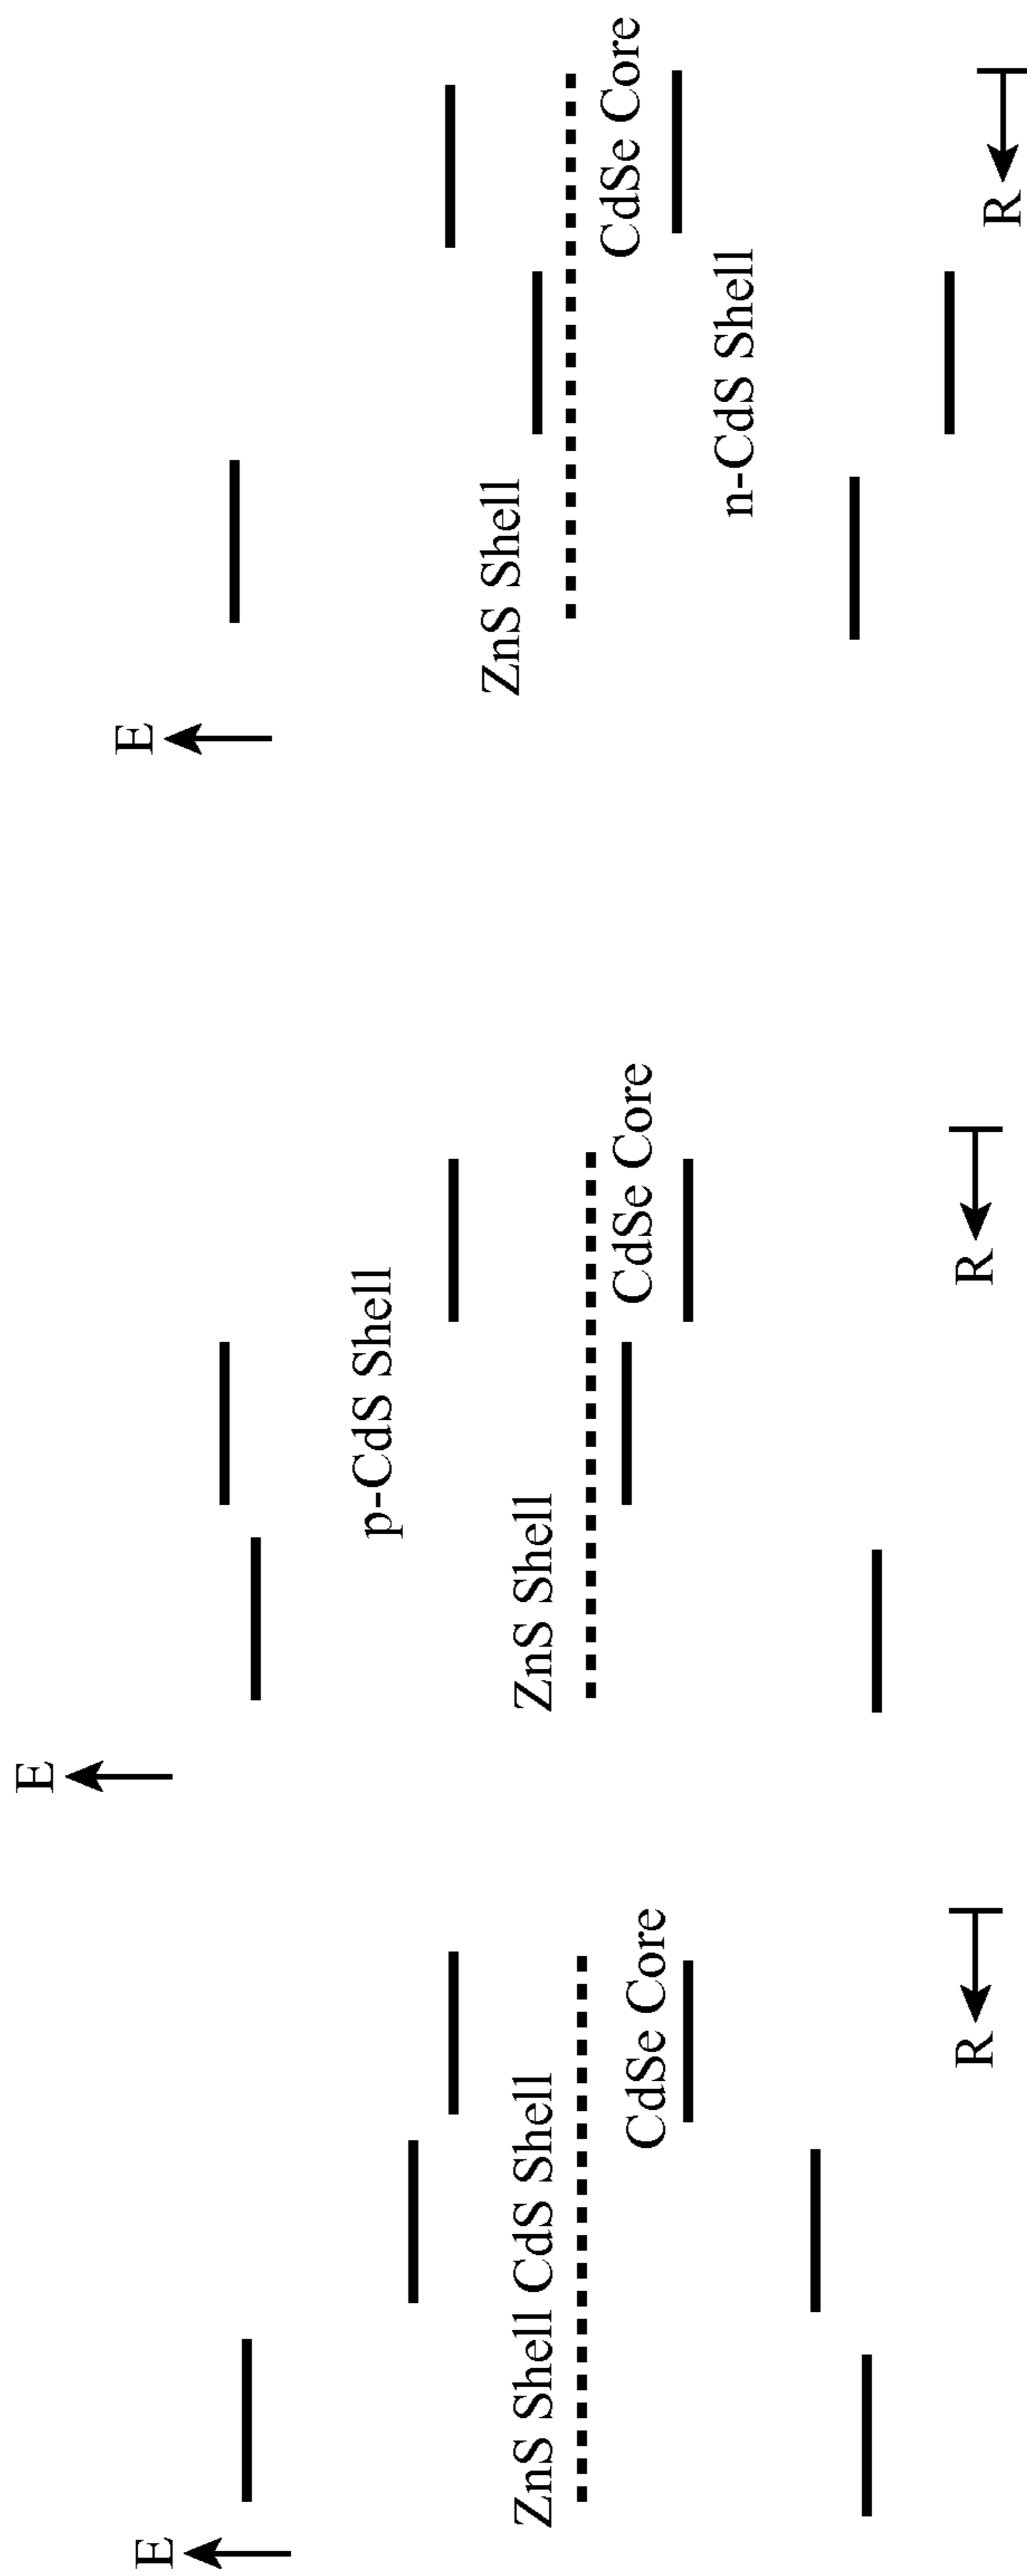 E
ZnS Shell CdS Shell
CdSe Core
R
E
p-CdS Shell
ZnS Shell
CdSe Core
R
E
ZnS Shell
CdSe Core
n-CdS Shell
R